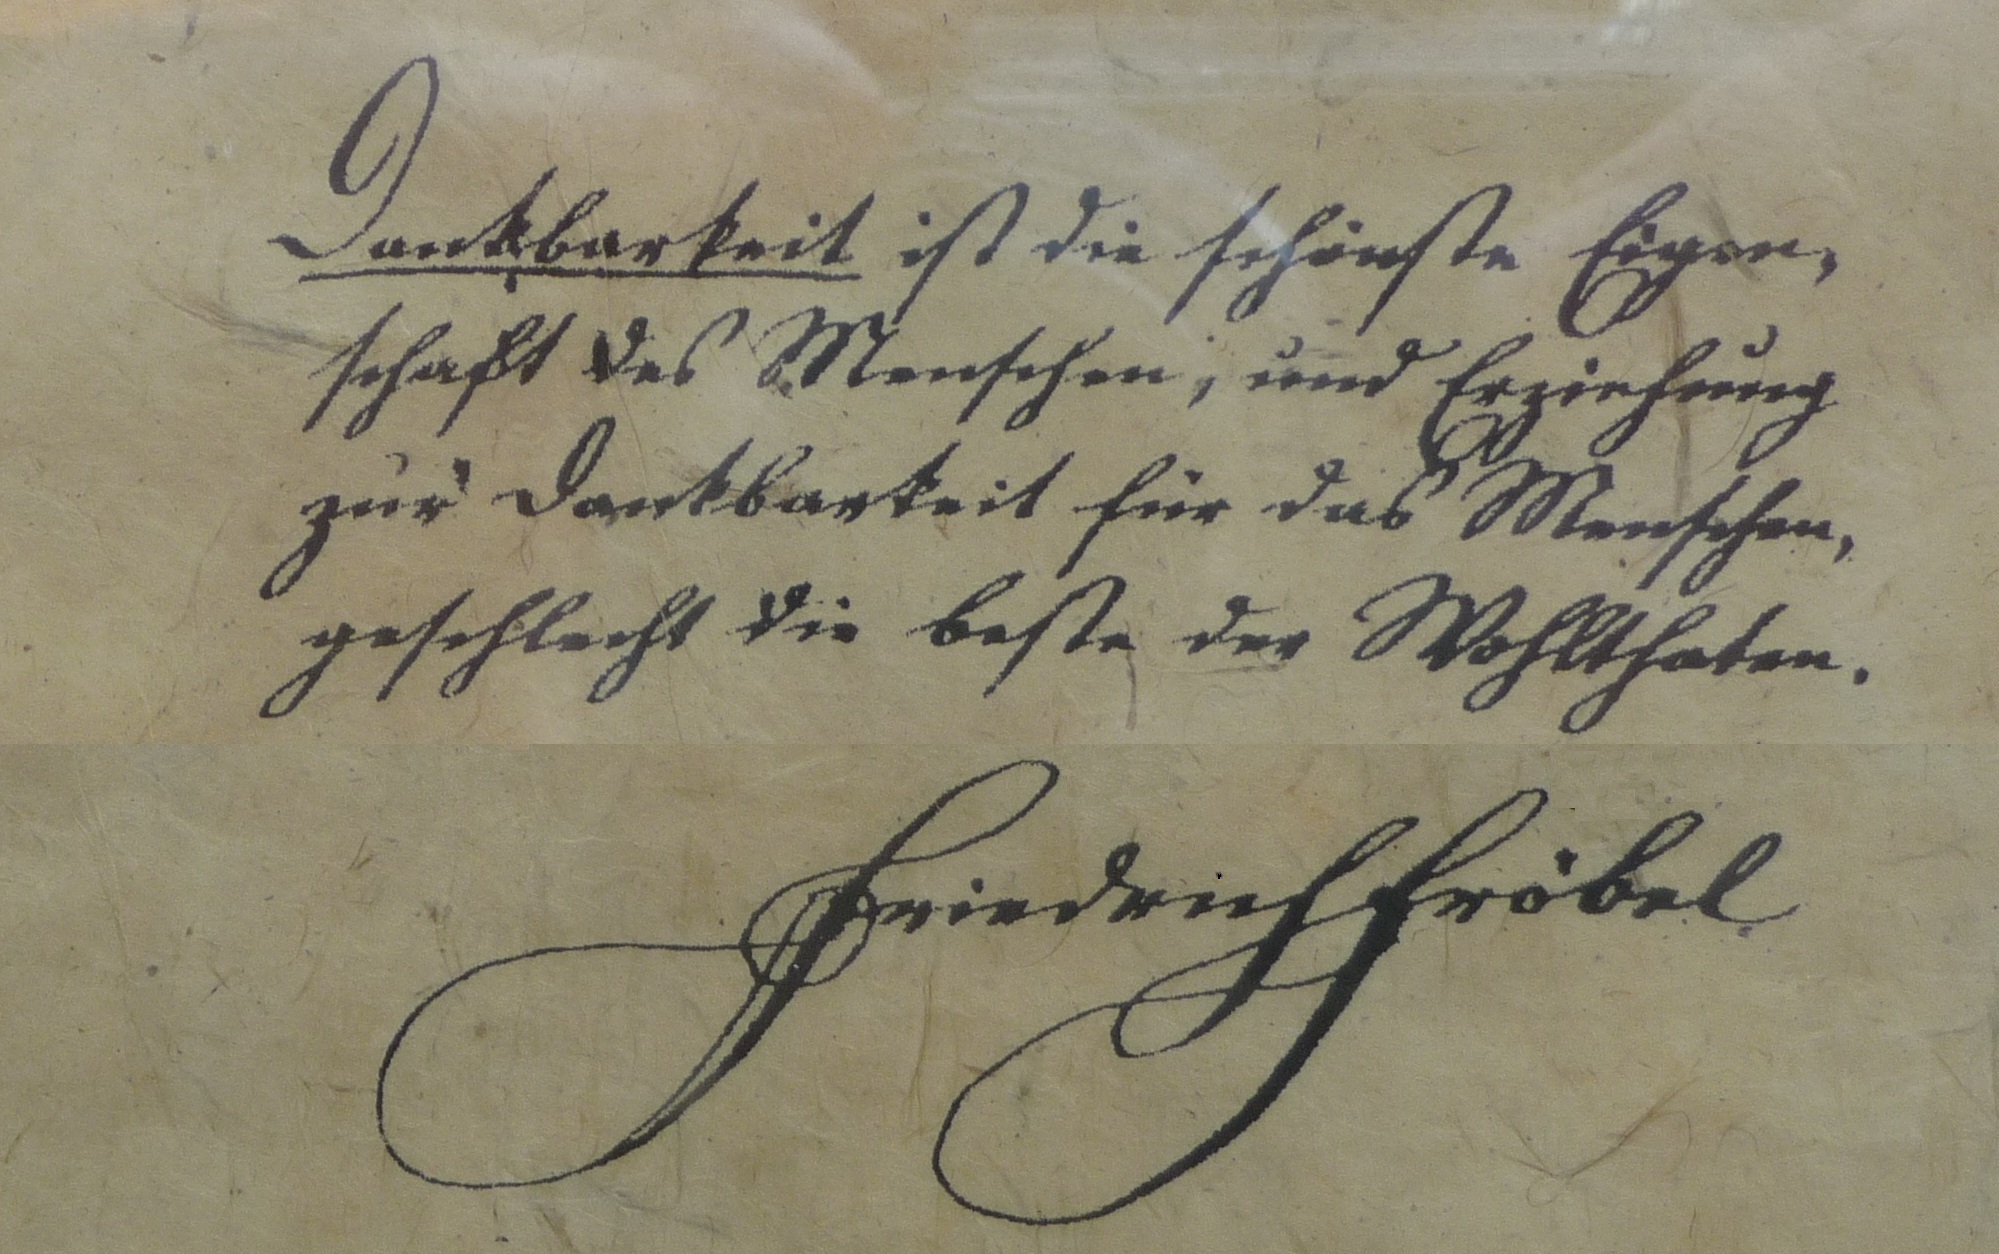 Dankbarkeit ist die schönste Eigen-
schaft des Menschen, und Erziehung
zur Dankbarkeit für das Menschen-
geschlecht die beste der Wohlthaten.
Friedrich Fröbel